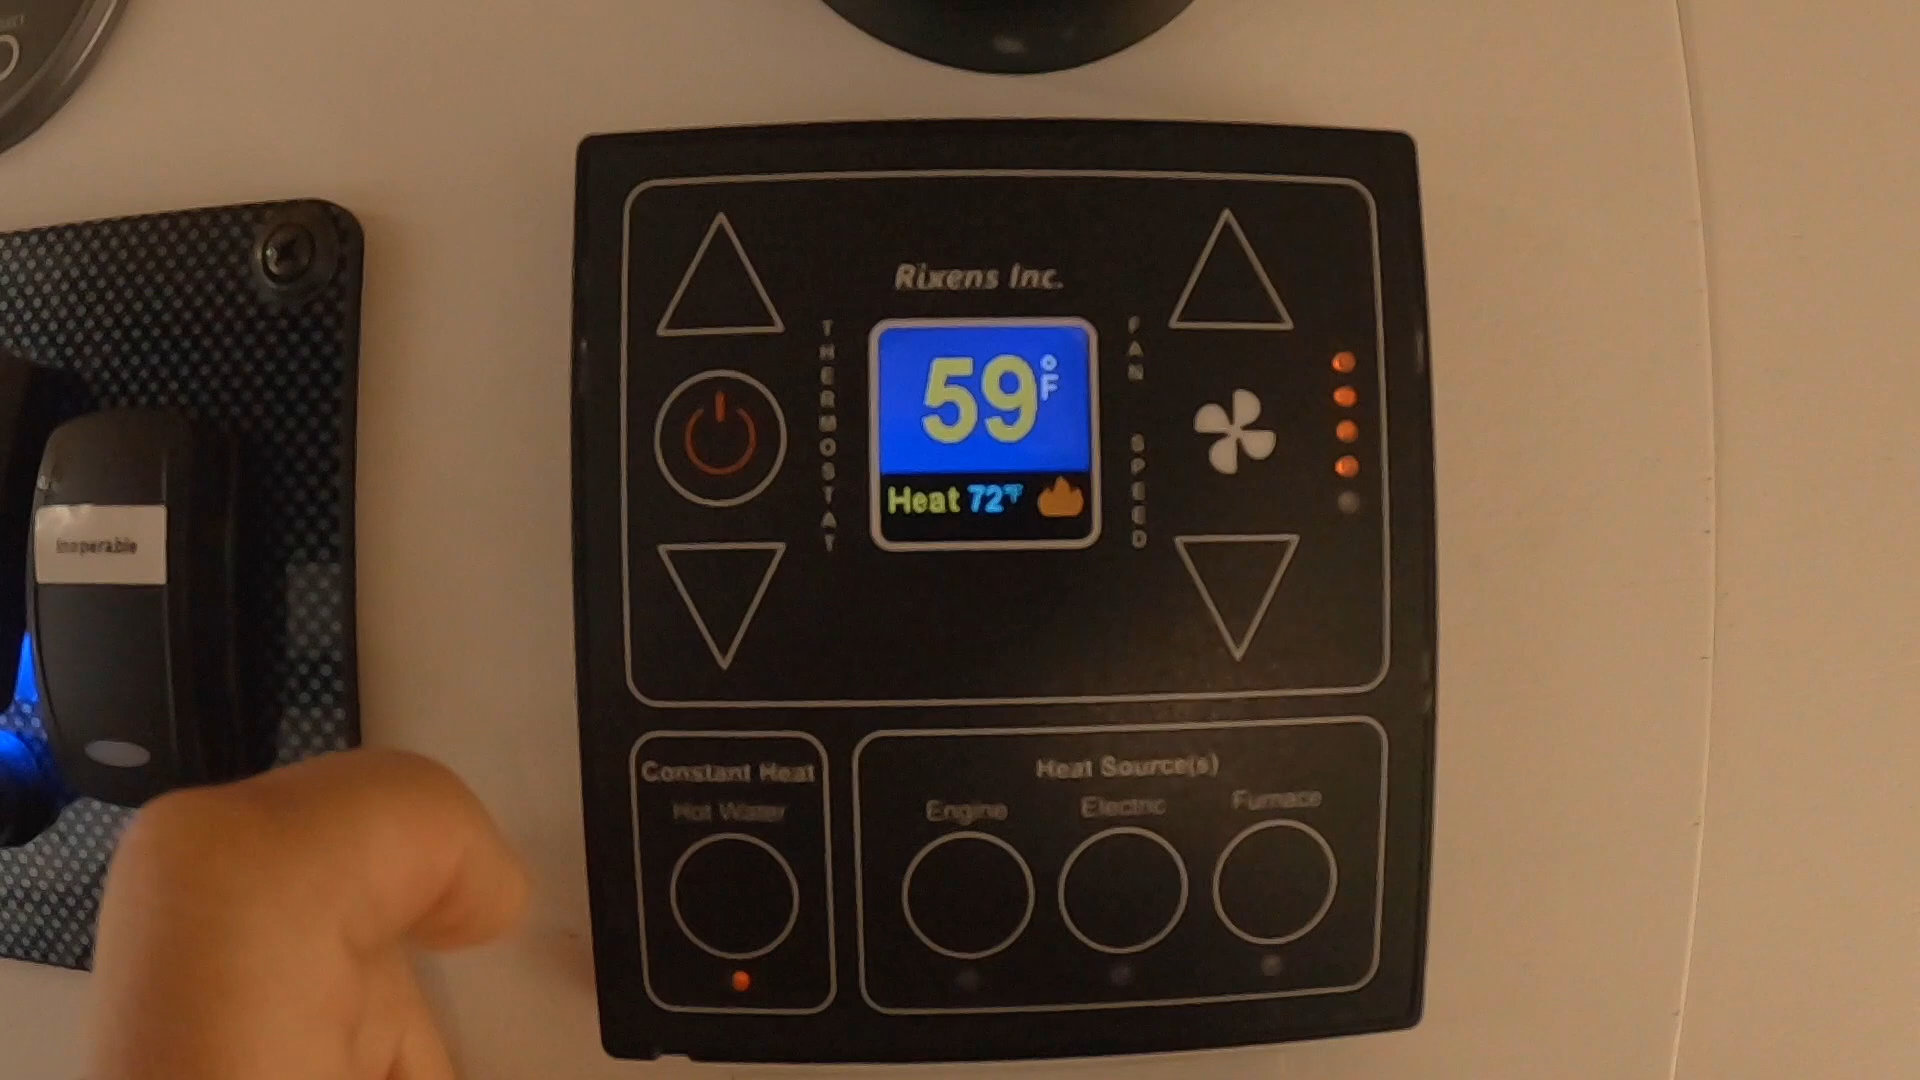 Rixens Inc.
THERMOSTAT
FAN SPEED
59°F
Heat 72°F
Inoperable
Constant Heat
Hot Water
Heat Source(s)
Engine
Electric
Furnace